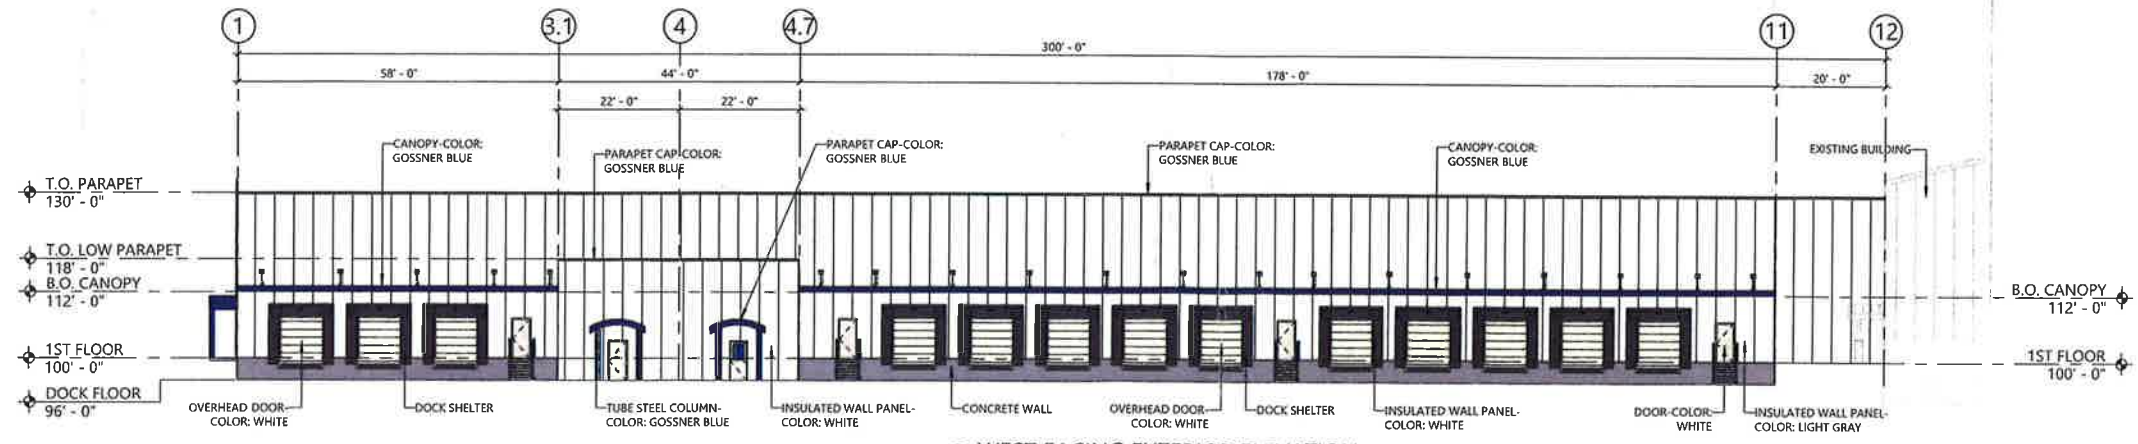 1 3.1 4 4.7 11 12
300' - 0"
58' - 0" 44' - 0" 178' - 0" 20' - 0"
22' - 0" 22' - 0"
CANOPY-COLOR:
GOSSNER BLUE
PARAPET CAP-COLOR:
GOSSNER BLUE
PARAPET CAP-COLOR:
GOSSNER BLUE
PARAPET CAP-COLOR:
GOSSNER BLUE
CANOPY-COLOR:
GOSSNER BLUE
EXISTING BUILDING
T.O. PARAPET
130' - 0"
T.O. LOW PARAPET
118' - 0"
B.O. CANOPY
112' - 0"
1ST FLOOR
100' - 0"
DOCK FLOOR
96' - 0"
B.O. CANOPY
112' - 0"
1ST FLOOR
100' - 0"
OVERHEAD DOOR-
COLOR: WHITE
DOCK SHELTER
TUBE STEEL COLUMN-
COLOR: GOSSNER BLUE
INSULATED WALL PANEL-
COLOR: WHITE
CONCRETE WALL
OVERHEAD DOOR-
COLOR: WHITE
DOCK SHELTER
INSULATED WALL PANEL-
COLOR: WHITE
DOOR-COLOR:
WHITE
INSULATED WALL PANEL-
COLOR: LIGHT GRAY